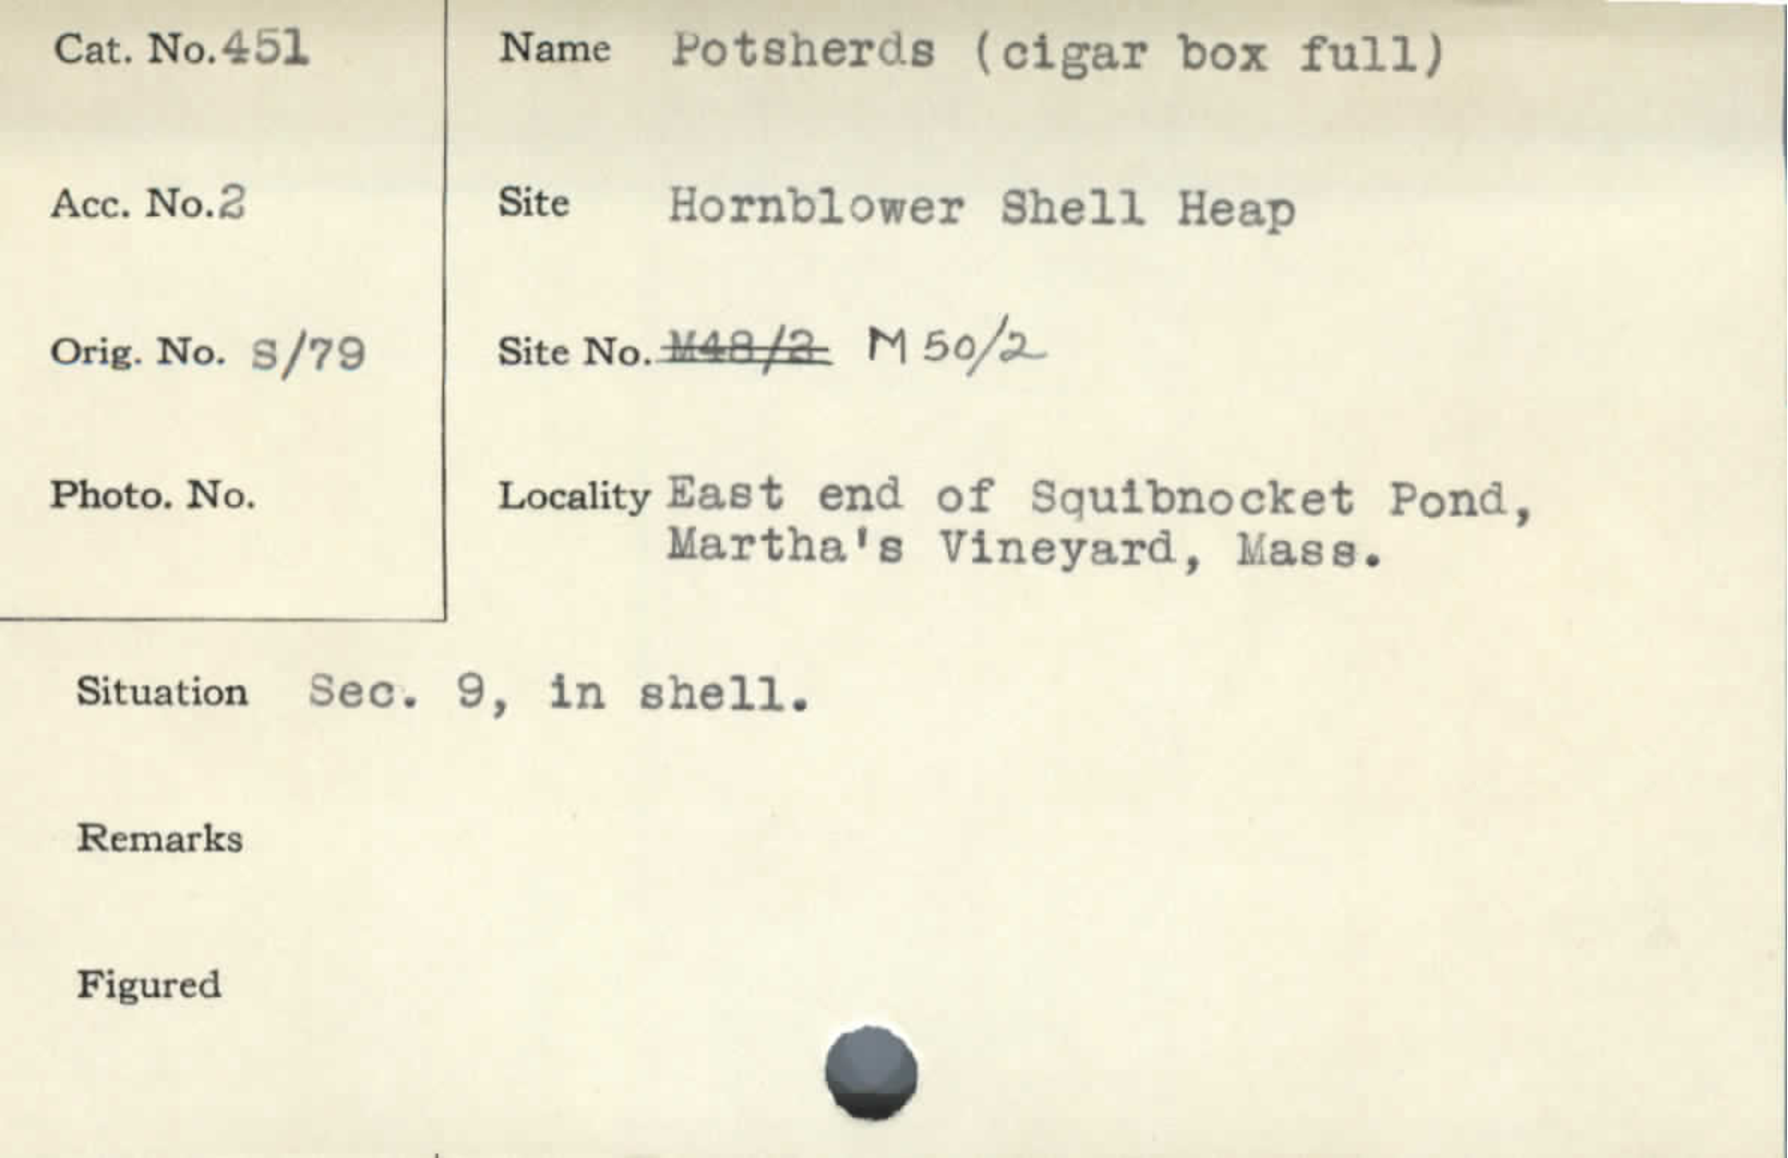 Cat. No. 451
Name Potsherds (cigar box full)
Acc. No. 2
Site Hornblower Shell Heap
Orig. No. S/79
Site No. M48/2 M 50/2
Photo. No.
Locality East end of Squibnocket Pond,
Martha's Vineyard, Mass.
Situation Sec. 9, in shell.
Remarks
Figured